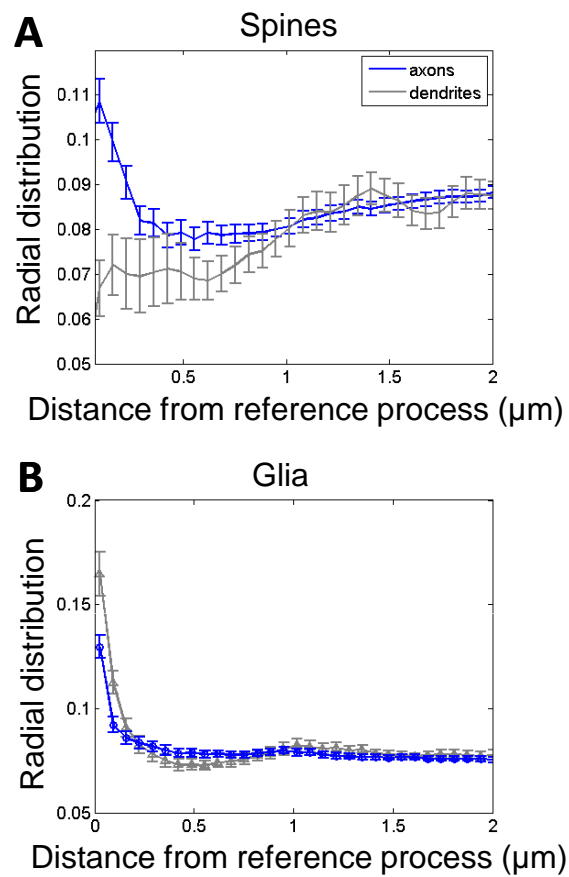 A
Spines
Radial distribution
0.11
0.1
0.09
0.08
0.07
0.06
0.05
axons
dendrites
0.5 1 1.5 2
Distance from reference process (µm)
B
Glia
Radial distribution
0.2
0.15
0.1
0.05
0 0.5 1 1.5 2
Distance from reference process (µm)